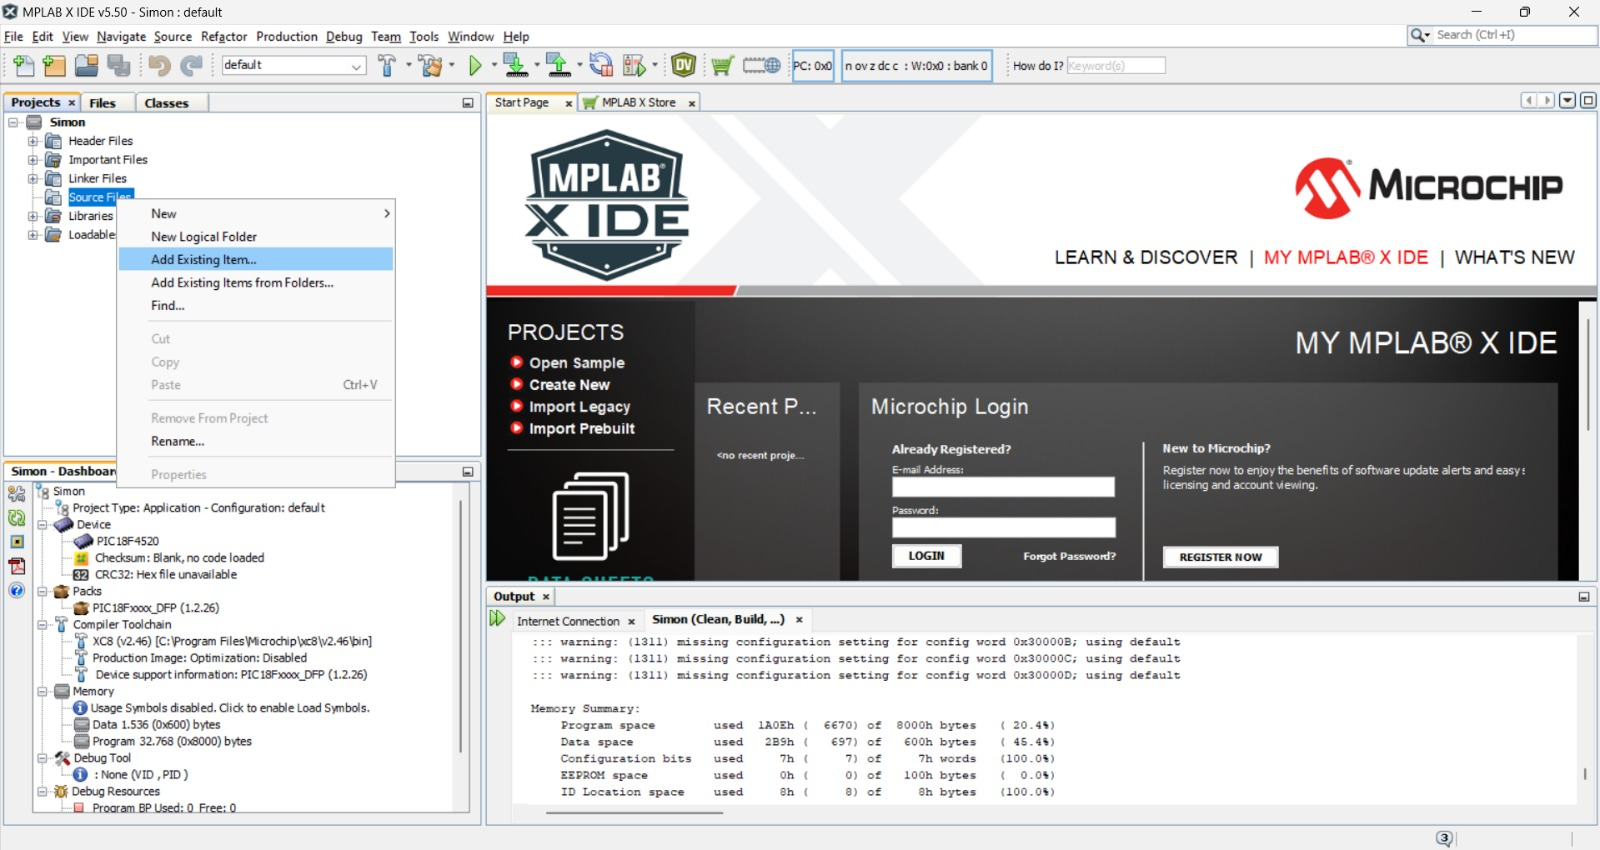 MPLAB X IDE v5.50 - Simon : default
File Edit View Navigate Source Refactor Production Debug Team Tools Window Help
Search (Ctrl+I)
default
DV
PC: 0x0
n ov z dc c : W:0x0 : bank 0
How do I? Keyword(s)
Projects
Files
Classes
Simon
Header Files
Important Files
Linker Files
Source Files
Libraries
New
New Logical Folder
Add Existing Item...
Add Existing Items from Folders...
Find...
Cut
Copy
Paste Ctrl+V
Remove From Project
Rename...
Properties
Simon
Project Type: Application - Configuration: default
Device
PIC18F4520
Checksum: Blank, no code loaded
32 CRC32: Hex file unavailable
Packs
PIC18Fxxxx_DFP (1.2.26)
Compiler Toolchain
XC8 (v2.46) [C:\Program Files\Microchip\xc8\v2.46\bin]
Production Image: Optimization: Disabled
Device support information: PIC18Fxxxx_DFP (1.2.26)
Memory
Usage Symbols disabled. Click to enable Load Symbols.
Data 1.536 (0x600) bytes
Program 32.768 (0x8000) bytes
Debug Tool
: None (VID , PID )
Debug Resources
Program BP Used: 0 Free: 0
Start Page
MPLAB X Store
MPLAB®
X IDE
MICROCHIP
LEARN & DISCOVER | MY MPLAB® X IDE | WHAT'S NEW
PROJECTS
Open Sample
Create New
Import Legacy
Import Prebuilt
DATA SHEETS
MY MPLAB® X IDE
Recent P...
<no recent proje...
Microchip Login
Already Registered?
E-mail Address:
Password:
LOGIN
Forgot Password?
New to Microchip?
Register now to enjoy the benefits of software update alerts and easy
licensing and account viewing.
REGISTER NOW
Output
Internet Connection
Simon (Clean, Build, ...)
::: warning: (1311) missing configuration setting for config word 0x30000B; using default
::: warning: (1311) missing configuration setting for config word 0x30000C; using default
::: warning: (1311) missing configuration setting for config word 0x30000D; using default
Memory Summary:
Program space used 1A0Eh ( 6670) of 8000h bytes ( 20.4%)
Data space used 2B9h ( 697) of 600h bytes ( 45.4%)
Configuration bits used 7h ( 7) of 7h words (100.0%)
EEPROM space used 0h ( 0) of 100h bytes ( 0.0%)
ID Location space used 8h ( 8) of 8h bytes (100.0%)
3